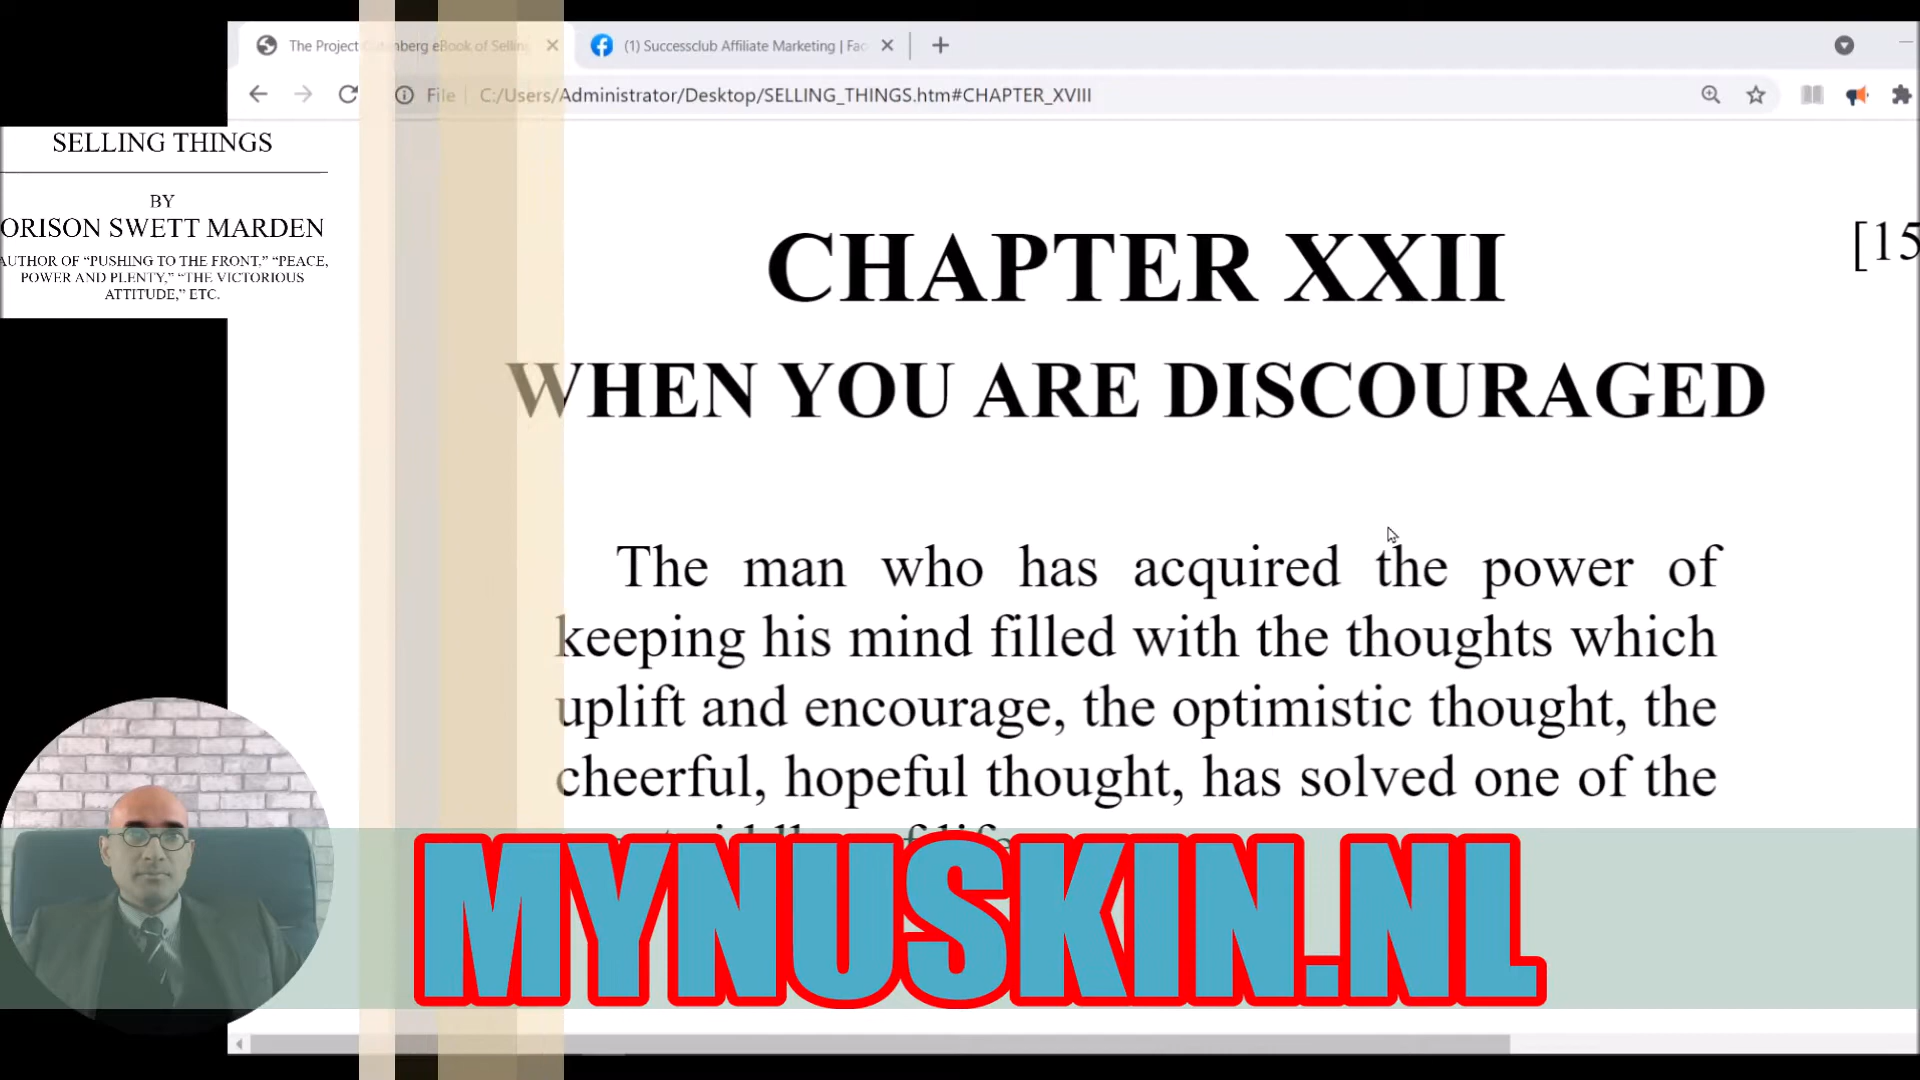 The Project Gutenberg eBook of Selling
(1) Successclub Affiliate Marketing | Fac
File
C:/Users/Administrator/Desktop/SELLING_THINGS.htm#CHAPTER_XVIII
SELLING THINGS
BY
ORISON SWETT MARDEN
AUTHOR OF “PUSHING TO THE FRONT,” “PEACE,
POWER AND PLENTY,” “THE VICTORIOUS
ATTITUDE,” ETC.
[15
CHAPTER XXII
WHEN YOU ARE DISCOURAGED
The man who has acquired the power of
keeping his mind filled with the thoughts which
uplift and encourage, the optimistic thought, the
cheerful, hopeful thought, has solved one of the
of life
MYNUSKIN.NL